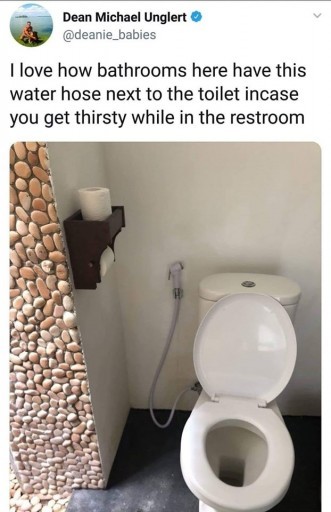 Dean Michael Unglert
@deanie_babies
I love how bathrooms here have this
water hose next to the toilet incase
you get thirsty while in the restroom